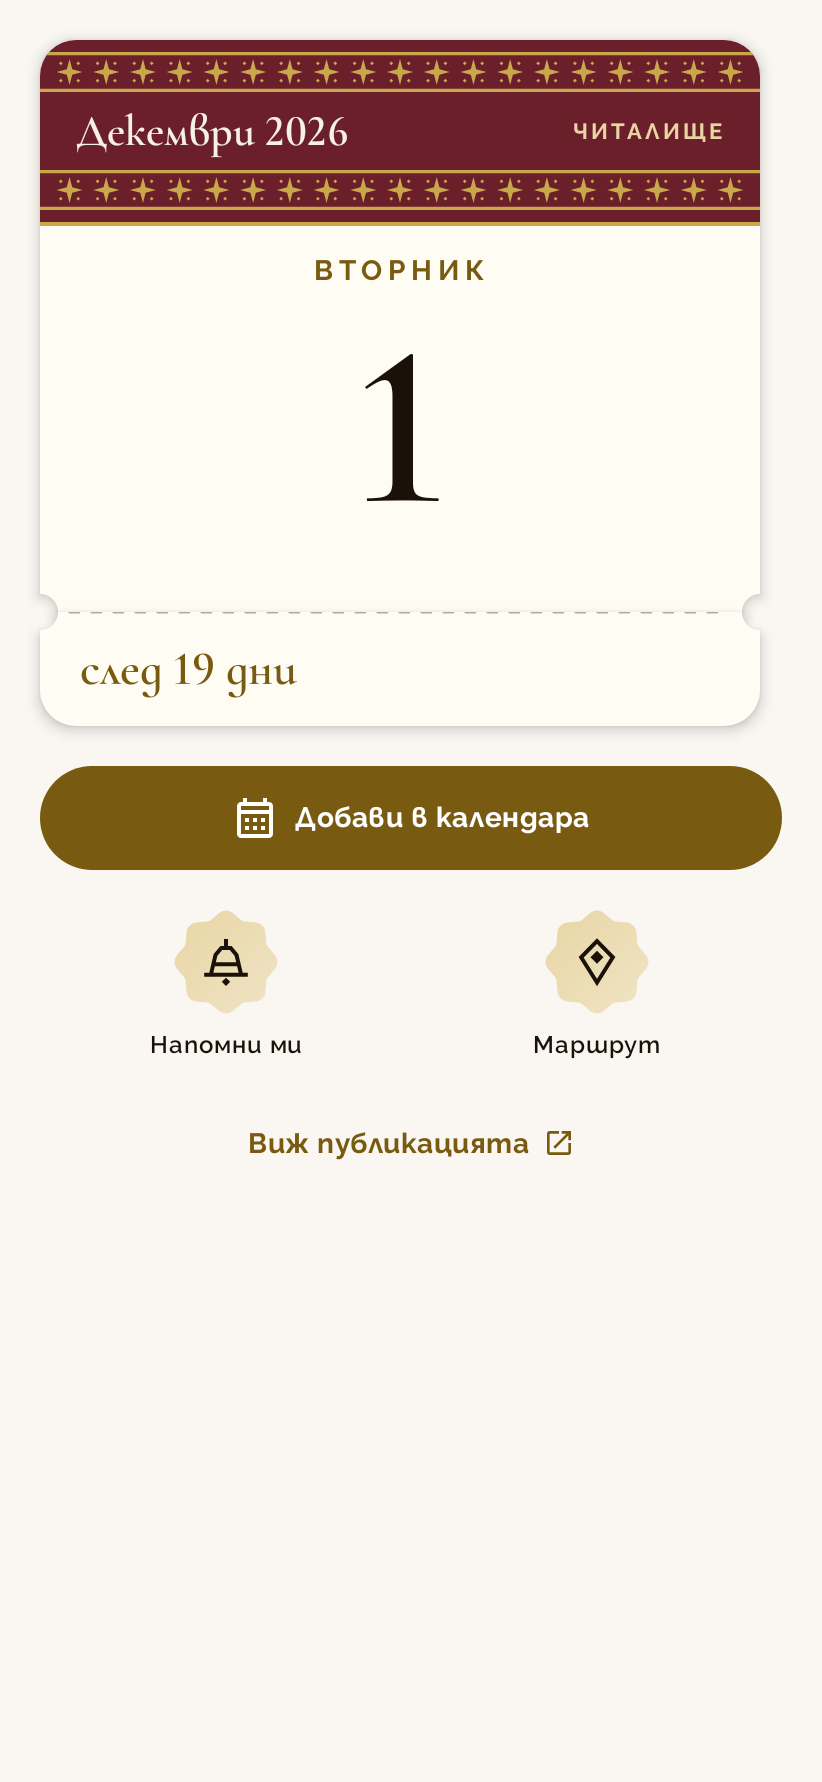 Декември 2026
ЧИТАЛИЩЕ
ВТОРНИК
1
след 19 дни
Добави в календара
Напомни ми
Маршрут
Виж публикацията